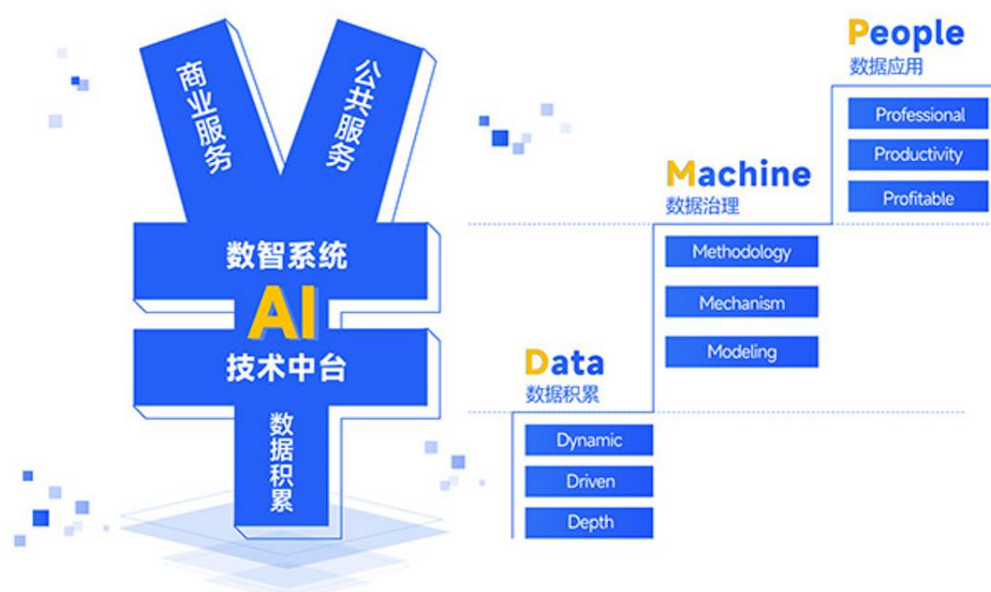 商业服务
公共服务
数智系统
AI
技术中台
数据积累
People
数据应用
Professional
Productivity
Profitable
Machine
数据治理
Methodology
Mechanism
Modeling
Data
数据积累
Dynamic
Driven
Depth